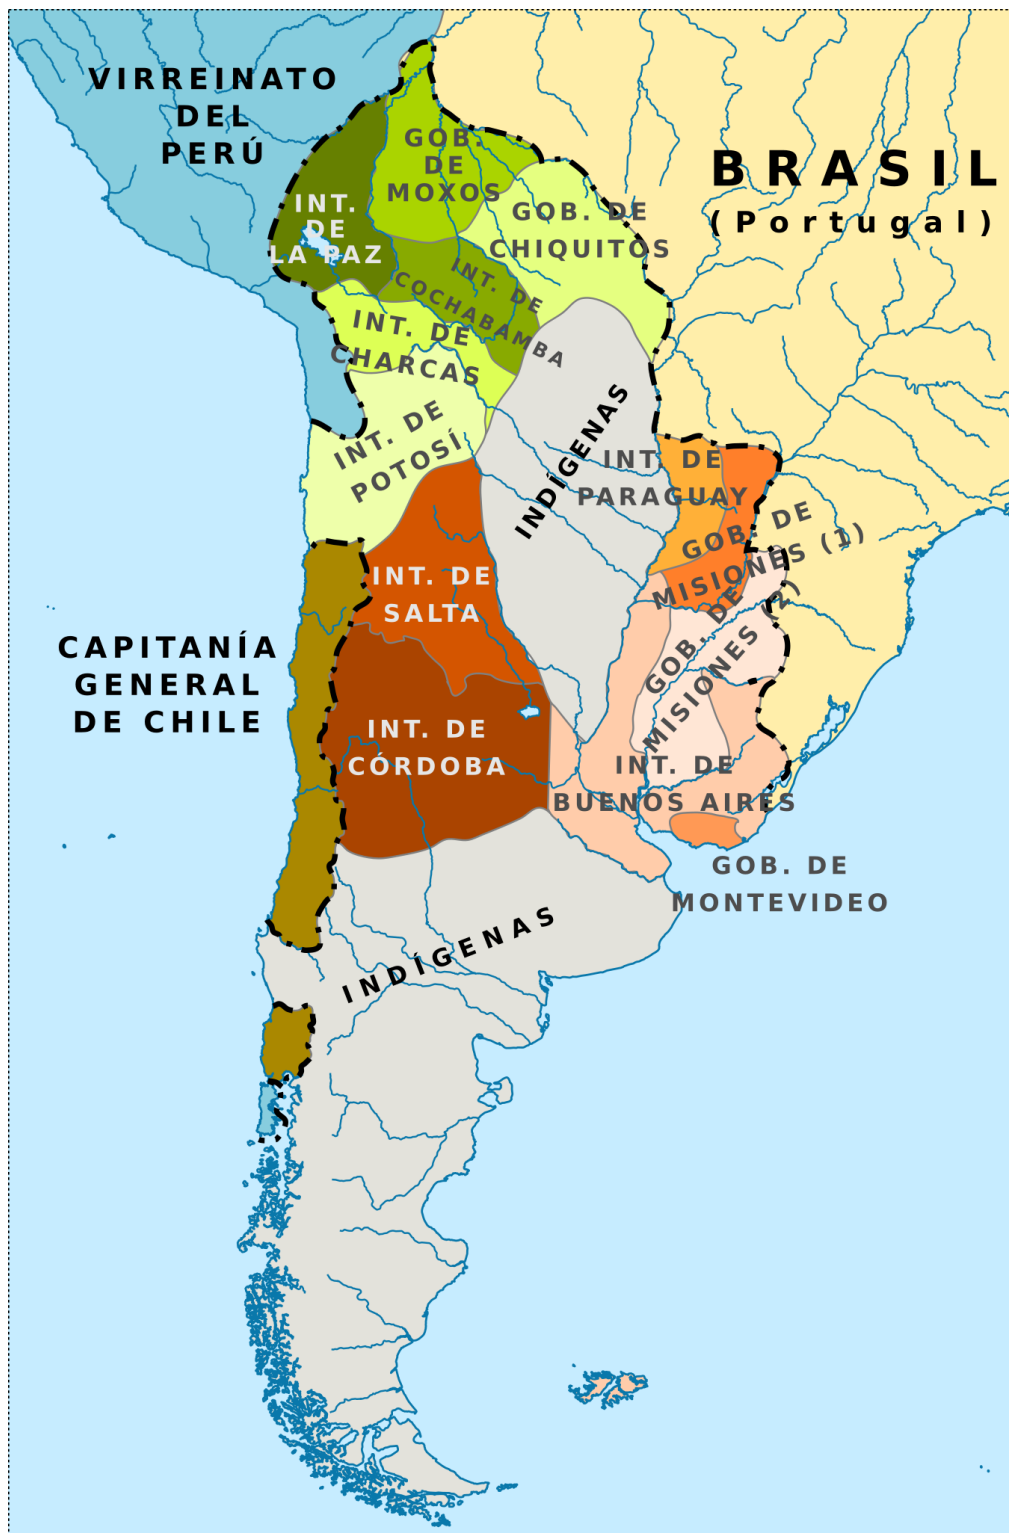 VIRREINATO
DEL
PERÚ
BRASIL
(Portugal)
GOB.
DE
MOXOS
INT.
DE
LA PAZ
GOB. DE
CHIQUITOS
INT. DE
COCHABAMBA
INT. DE
CHARCAS
INT. DE
POTOSÍ
INDÍGENAS
INT. DE
PARAGUAY
GOB. DE
MISIONES (1)
INT. DE
SALTA
GOB. DE
MISIONES (2)
CAPITANÍA
GENERAL
DE CHILE
INT. DE
CÓRDOBA
INT. DE
BUENOS AIRES
GOB. DE
MONTEVIDEO
INDÍGENAS